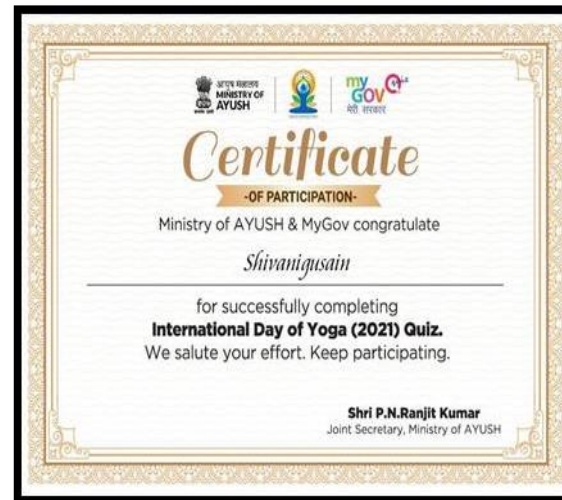 आयुष मंत्रालय
MINISTRY OF
AYUSH
my
GOV
मेरी सरकार
Certificate
-OF PARTICIPATION-
Ministry of AYUSH & MyGov congratulate
Shivanigusain
for successfully completing
International Day of Yoga (2021) Quiz.
We salute your effort. Keep participating.
Shri P.N.Ranjit Kumar
Joint Secretary, Ministry of AYUSH